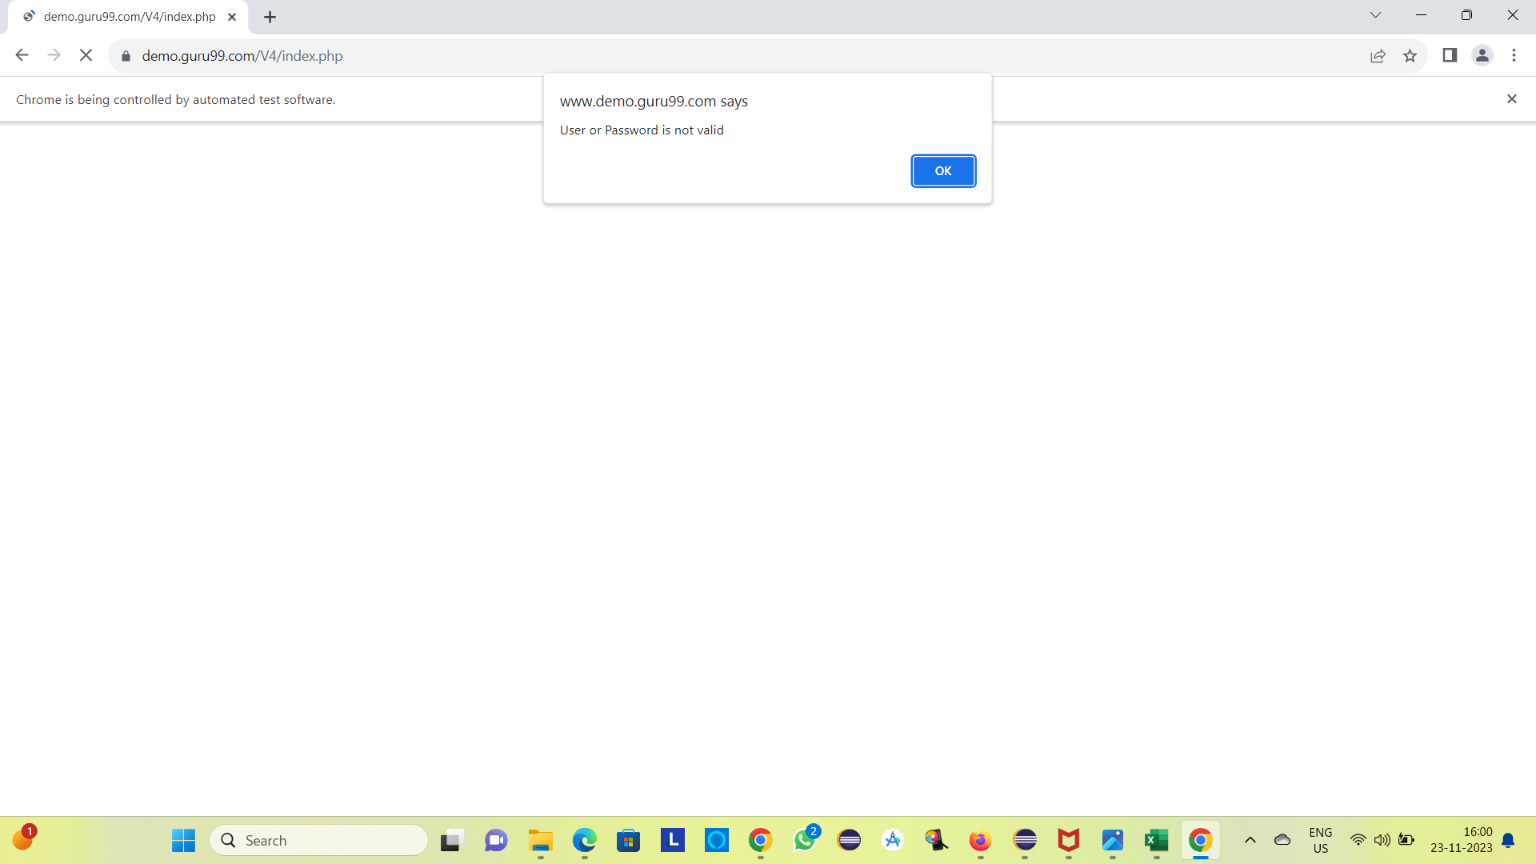 demo.guru99.com/V4/index.php
demo.guru99.com/V4/index.php
Chrome is being controlled by automated test software.
www.demo.guru99.com says
User or Password is not valid
OK
1
Search
L
2
ENG
US
16:00
23-11-2023